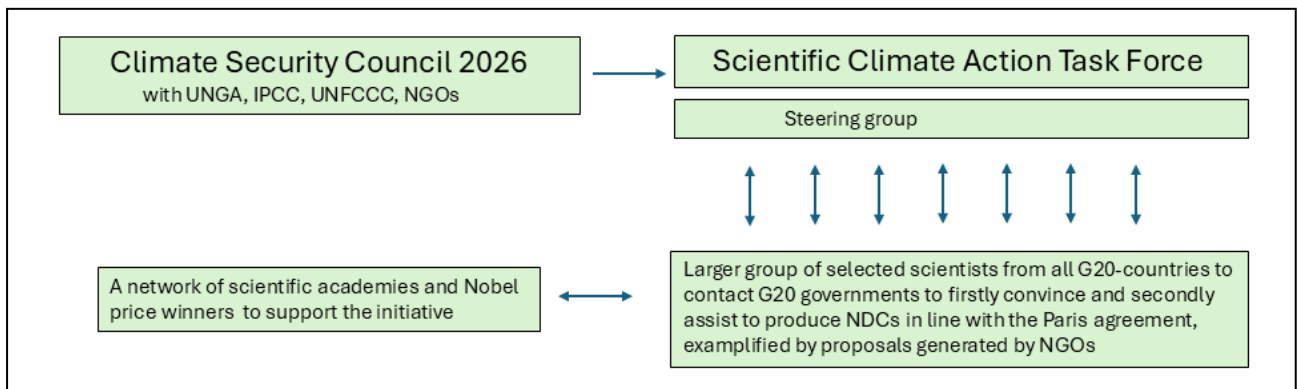 Climate Security Council 2026
with UNGA, IPCC, UNFCCC, NGOs
Scientific Climate Action Task Force
Steering group
A network of scientific academies and Nobel
price winners to support the initiative
Larger group of selected scientists from all G20-countries to
contact G20 governments to firstly convince and secondly
assist to produce NDCs in line with the Paris agreement,
examplified by proposals generated by NGOs